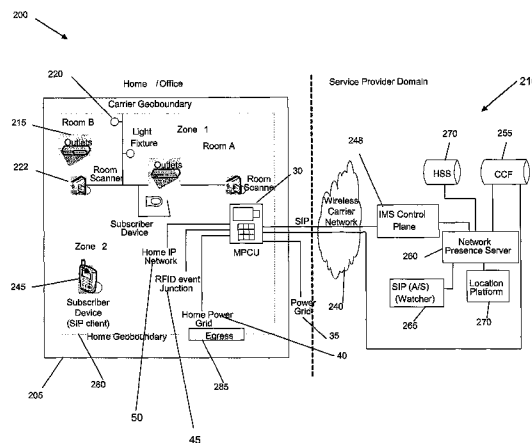 200
220
Home /Office
Service Provider Domain
21
Carrier Geoboundary
215
Room B
Outlets
Light
Fixture
Zone 1
Room A
222
Outlets
Room
Scanner
Room
Scanner
30
Subscriber
Device
MPCU
SIP
Wireless
Carrier
Network
240
248
IMS Control
Plane
270
HSS
255
CCF
Network
Presence Server
260
SIP (A/S)
(Watcher)
265
Location
Platform
270
Zone 2
245
Home IP
Network
RFID event
Junction
Subscriber
Device
(SIP client)
Home Power
Grid
Power
Grid
35
40
Home Geoboundary
Egress
205
280
50
45
285